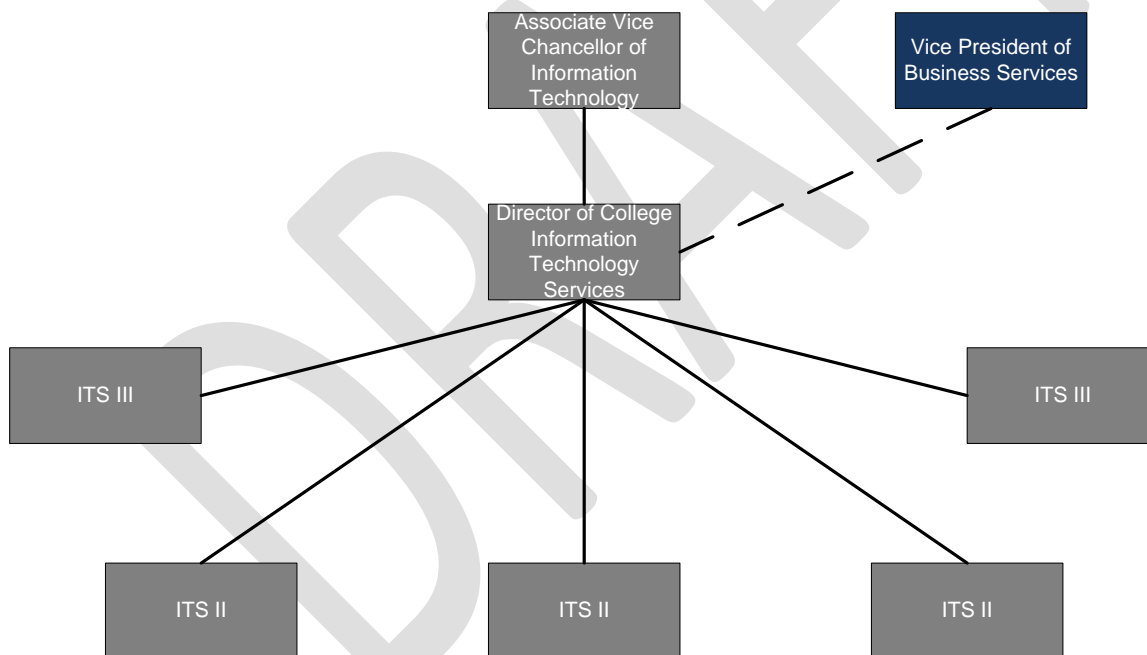 Associate Vice
Chancellor of
Information
Technology
Vice President of
Business Services
Director of College
Information
Technology
Services
ITS III
ITS III
ITS II
ITS II
ITS II
DRAF